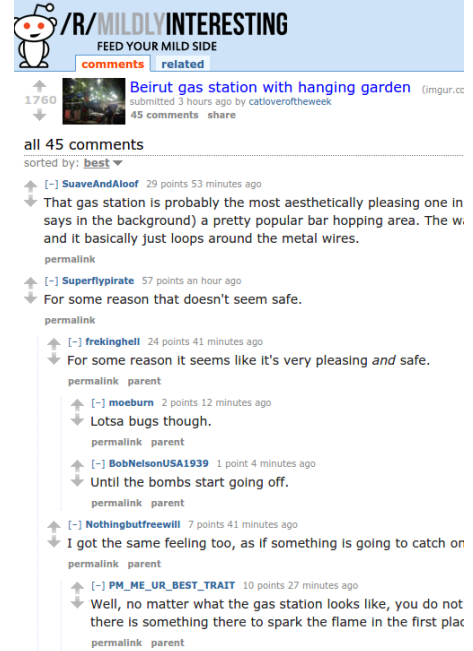 /R/MILDLYINTERESTING
FEED YOUR MILD SIDE
comments related
1760
Beirut gas station with hanging garden (imgur.co
submitted 3 hours ago by catloveroftheweek
45 comments share
all 45 comments
sorted by: best
[–] SuaveAndAloof 29 points 53 minutes ago
That gas station is probably the most aesthetically pleasing one in
says in the background) a pretty popular bar hopping area. The wa
and it basically just loops around the metal wires.
permalink
[–] Superflypirate 57 points an hour ago
For some reason that doesn't seem safe.
permalink
[–] frekinghell 24 points 41 minutes ago
For some reason it seems like it's very pleasing and safe.
permalink parent
[–] moeburn 2 points 12 minutes ago
Lotsa bugs though.
permalink parent
[–] BobNelsonUSA1939 1 point 4 minutes ago
Until the bombs start going off.
permalink parent
[–] Nothingbutfreewill 7 points 41 minutes ago
I got the same feeling too, as if something is going to catch on
permalink parent
[–] PM_ME_UR_BEST_TRAIT 10 points 27 minutes ago
Well, no matter what the gas station looks like, you do not
there is something there to spark the flame in the first plac
permalink parent